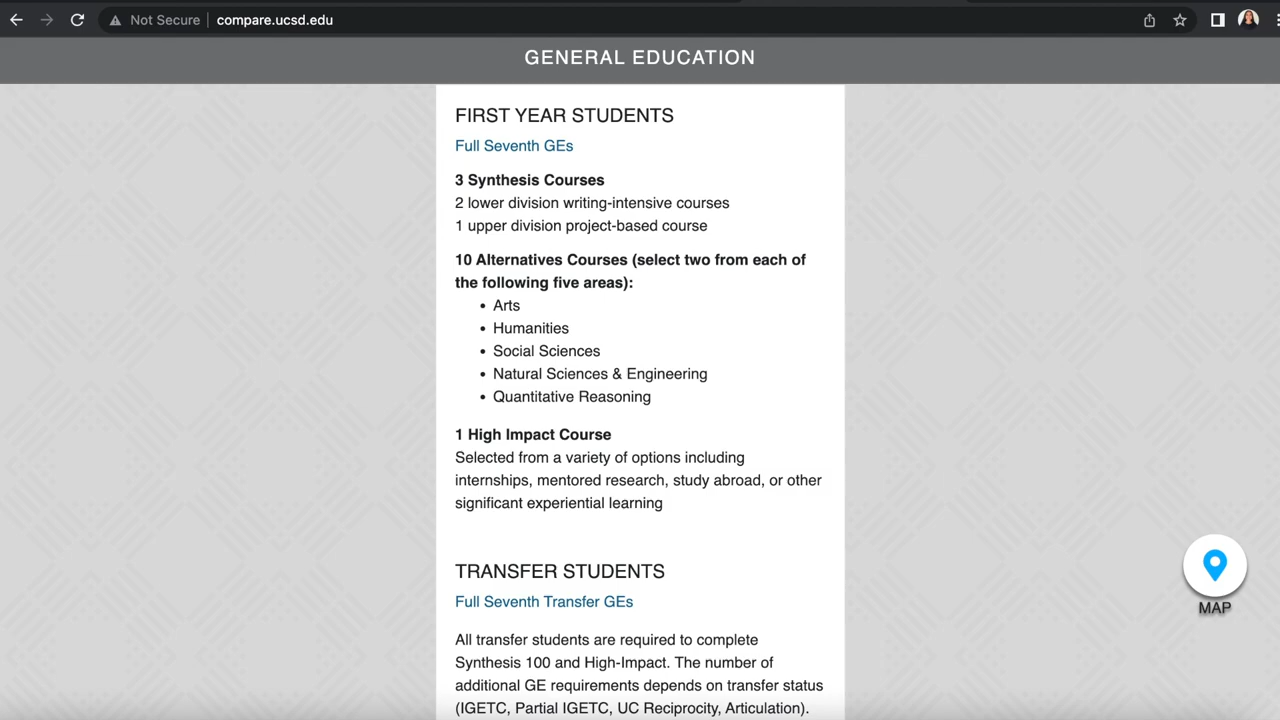 Not Secure compare.ucsd.edu
GENERAL EDUCATION
FIRST YEAR STUDENTS
Full Seventh GEs
3 Synthesis Courses
2 lower division writing-intensive courses
1 upper division project-based course
10 Alternatives Courses (select two from each of
the following five areas):
• Arts
• Humanities
• Social Sciences
• Natural Sciences & Engineering
• Quantitative Reasoning
1 High Impact Course
Selected from a variety of options including
internships, mentored research, study abroad, or other
significant experiential learning
TRANSFER STUDENTS
Full Seventh Transfer GEs
All transfer students are required to complete
Synthesis 100 and High-Impact. The number of
additional GE requirements depends on transfer status
(IGETC, Partial IGETC, UC Reciprocity, Articulation).
MAP